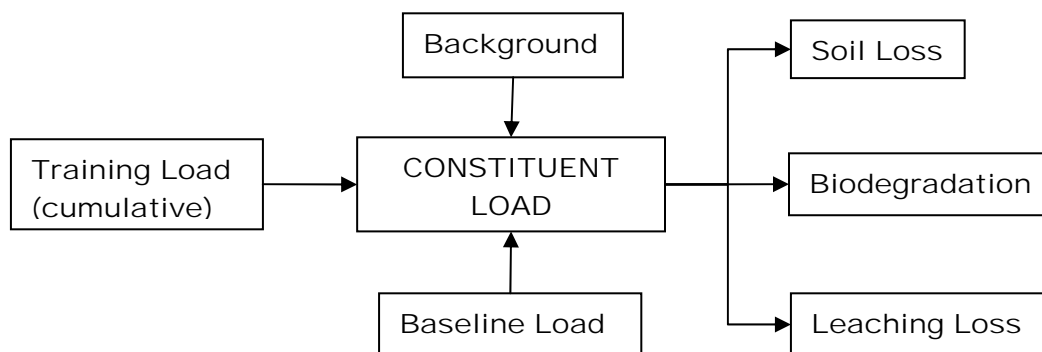 Background
Soil Loss
Training Load
(cumulative)
CONSTITUENT
LOAD
Biodegradation
Baseline Load
Leaching Loss